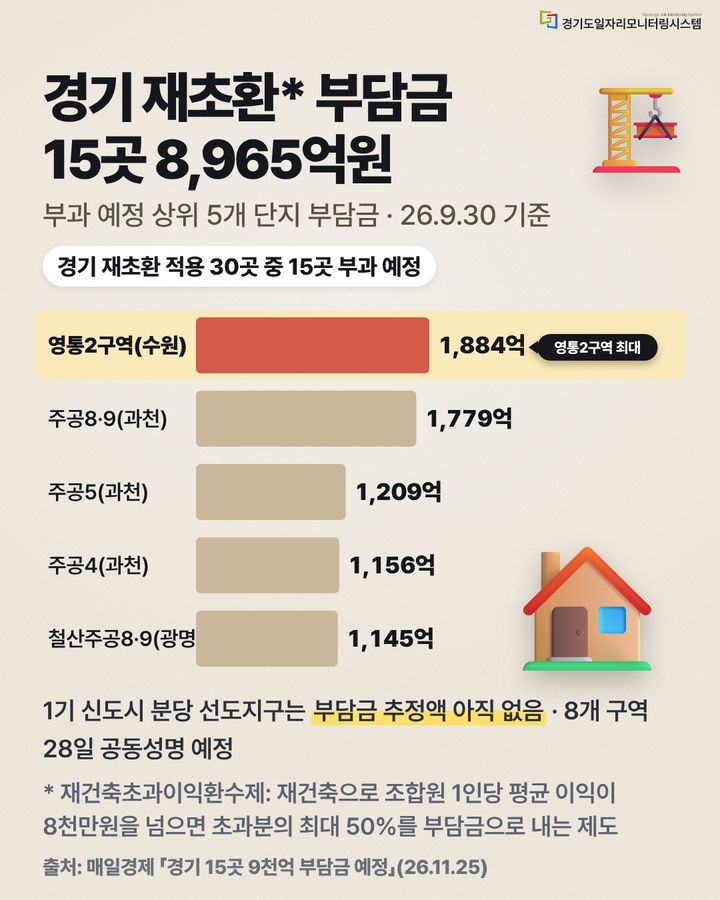 경기도일자리모니터링시스템
경기 재초환* 부담금
15곳 8,965억원
부과 예정 상위 5개 단지 부담금 · 26.9.30 기준
경기 재초환 적용 30곳 중 15곳 부과 예정
영통2구역(수원) 1,884억 영통2구역 최대
주공8·9(과천) 1,779억
주공5(과천) 1,209억
주공4(과천) 1,156억
철산주공8·9(광명 1,145억
1기 신도시 분당 선도지구는 부담금 추정액 아직 없음 · 8개 구역
28일 공동성명 예정
* 재건축초과이익환수제: 재건축으로 조합원 1인당 평균 이익이
8천만원을 넘으면 초과분의 최대 50%를 부담금으로 내는 제도
출처: 매일경제 『경기 15곳 9천억 부담금 예정』(26.11.25)